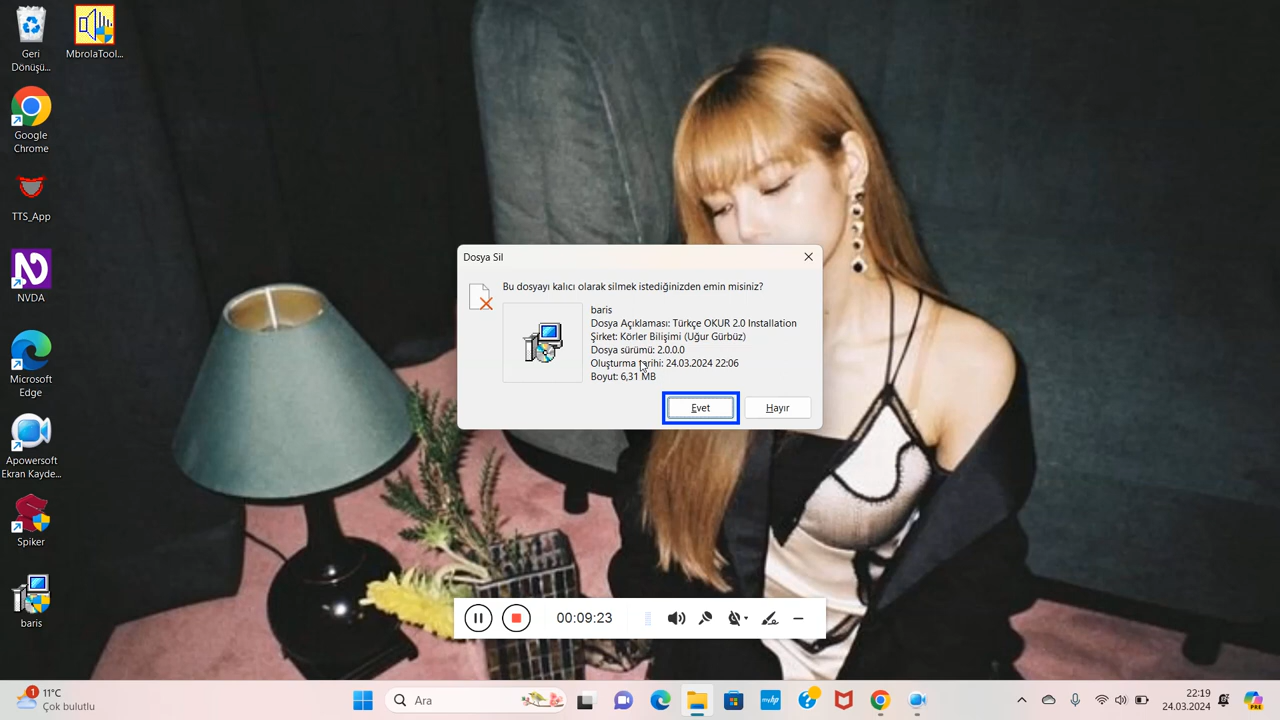 Geri
Dönüşü...
MbrolaTool...
Google
Chrome
TTS_App
NVDA
Microsoft
Edge
Apowersoft
Ekran Kayde...
Spiker
baris
Dosya Sil
Bu dosyayı kalıcı olarak silmek istediğinizden emin misiniz?
baris
Dosya Açıklaması: Türkçe OKUR 2.0 Installation
Şirket: Körler Bilişimi (Uğur Gürbüz)
Dosya sürümü: 2.0.0.0
Oluşturma tarihi: 24.03.2024 22:06
Boyut: 6,31 MB
Evet
Hayır
00:09:23
1
11°C
Çok bulutlu
Ara
myhp
22:19
24.03.2024
PRE